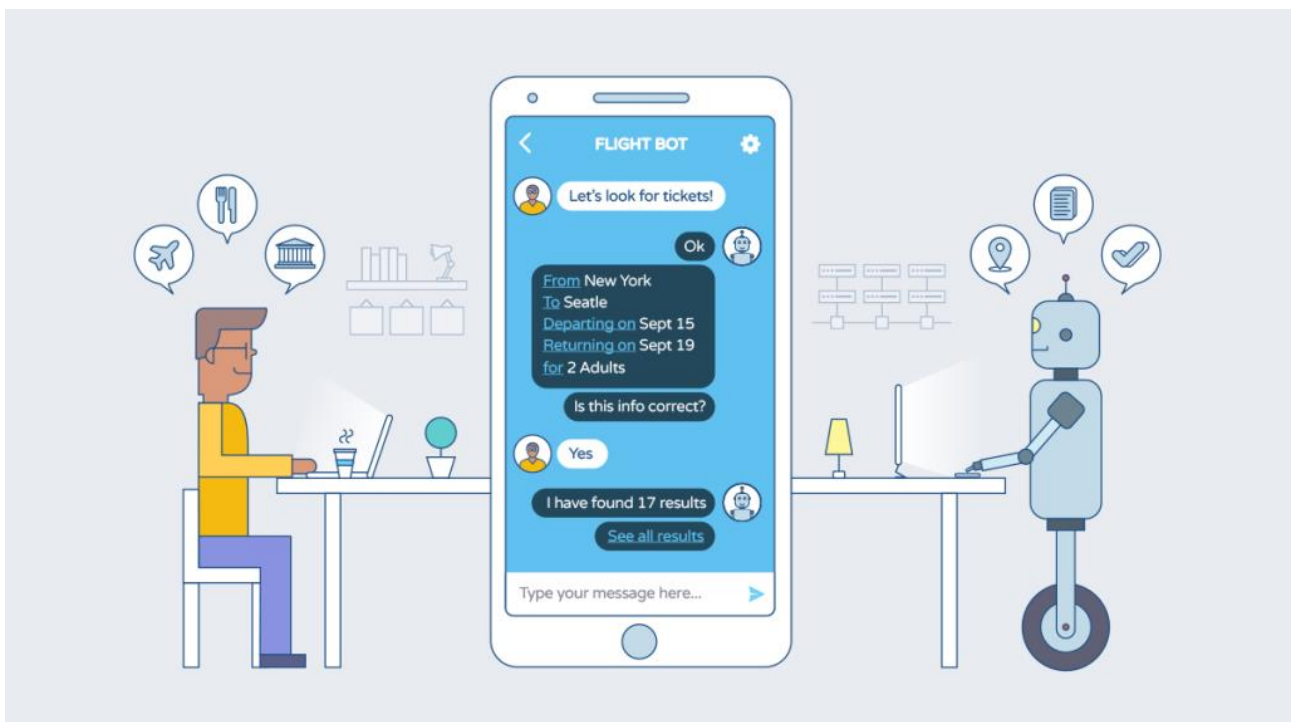 FLIGHT BOT
Let's look for tickets!
Ok
From New York
To Seatle
Departing on Sept 15
Returning on Sept 19
for 2 Adults
Is this info correct?
Yes
I have found 17 results
See all results
Type your message here...